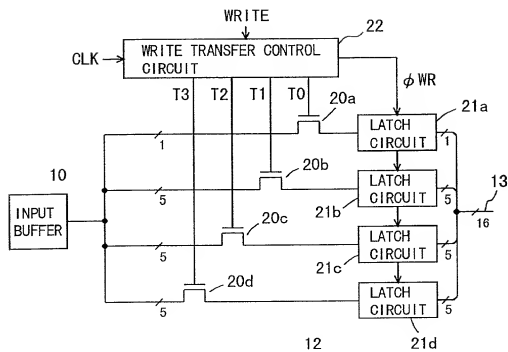 WRITE
22
CLK
WRITE TRANSFER CONTROL
CIRCUIT
T3 T2 T1 T0
φWR
20a
21a
LATCH
CIRCUIT
1
1
10
20b
LATCH
CIRCUIT
13
5
21b
5
16
INPUT
BUFFER
20c
LATCH
CIRCUIT
5
21c
5
20d
LATCH
CIRCUIT
5
5
21d
12